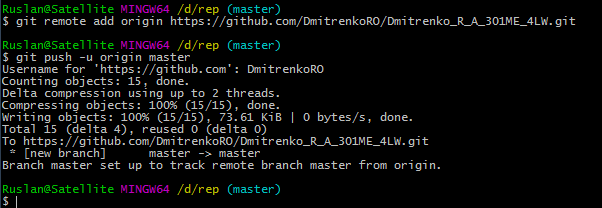 Ruslan@Satellite MINGW64 /d/rep (master)
$ git remote add origin https://github.com/DmitrenkoRO/Dmitrenko_R_A_301ME_4LW.git
Ruslan@Satellite MINGW64 /d/rep (master)
$ git push -u origin master
Username for 'https://github.com': DmitrenkoRO
Counting objects: 15, done.
Delta compression using up to 2 threads.
Compressing objects: 100% (15/15), done.
Writing objects: 100% (15/15), 73.61 KiB | 0 bytes/s, done.
Total 15 (delta 4), reused 0 (delta 0)
To https://github.com/DmitrenkoRO/Dmitrenko_R_A_301ME_4LW.git
 * [new branch]      master -> master
Branch master set up to track remote branch master from origin.
Ruslan@Satellite MINGW64 /d/rep (master)
$